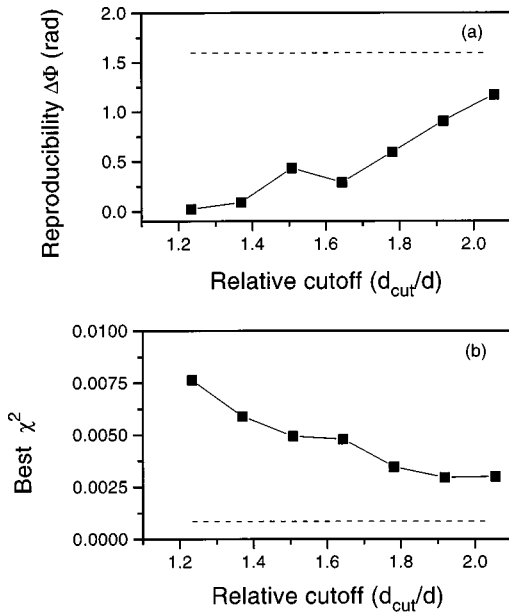 2.0
(a)
1.5
1.0
0.5
0.0
Reproducibility ΔΦ (rad)
1.2 1.4 1.6 1.8 2.0
Relative cutoff (d_cut/d)
0.0100
(b)
0.0075
0.0050
0.0025
0.0000
Best χ²
1.2 1.4 1.6 1.8 2.0
Relative cutoff (d_cut/d)